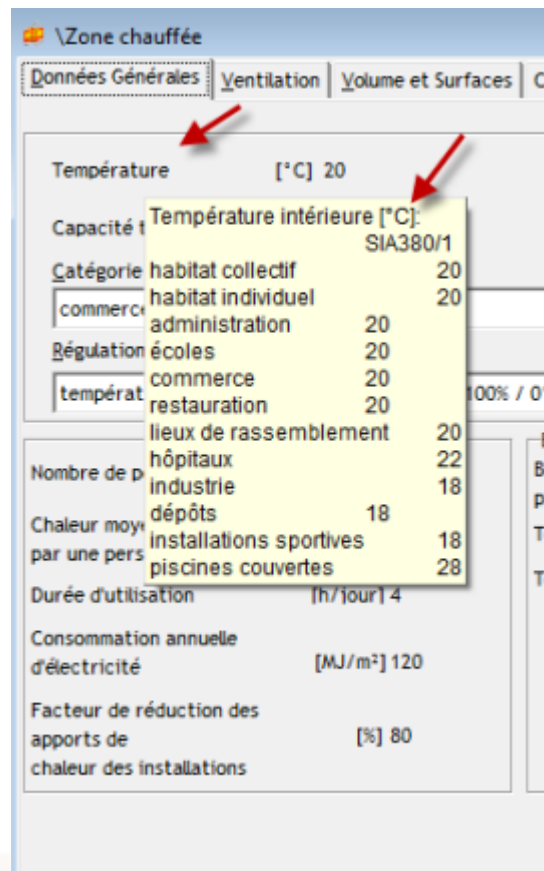 \Zone chauffée
Données Générales Ventilation Volume et Surfaces
Température [°C] 20
Température intérieure [°C]:
SIA380/1
habitat collectif 20
habitat individuel 20
administration 20
écoles 20
commerce 20
restauration 20
lieux de rassemblement 20
hôpitaux 22
industrie 18
dépôts 18
installations sportives 18
piscines couvertes 28
Capacité
Catégorie
commerc
Régulation
températ 100% / 0
Nombre de p
Chaleur moy
par une pers
Durée d'utilisation [h/jour] 4
Consommation annuelle
d'électricité [MJ/m²] 120
Facteur de réduction des
apports de [%] 80
chaleur des installations